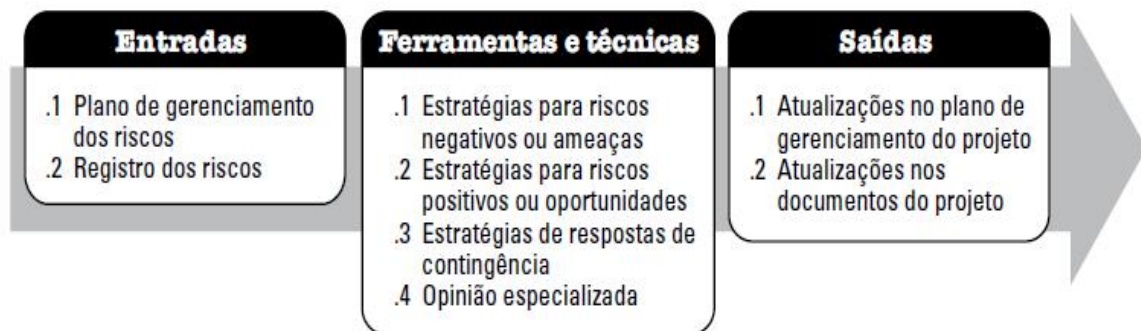 Entradas
.1 Plano de gerenciamento
dos riscos
.2 Registro dos riscos
Ferramentas e técnicas
.1 Estratégias para riscos
negativos ou ameaças
.2 Estratégias para riscos
positivos ou oportunidades
.3 Estratégias de respostas de
contingência
.4 Opinião especializada
Saídas
.1 Atualizações no plano de
gerenciamento do projeto
.2 Atualizações nos
documentos do projeto